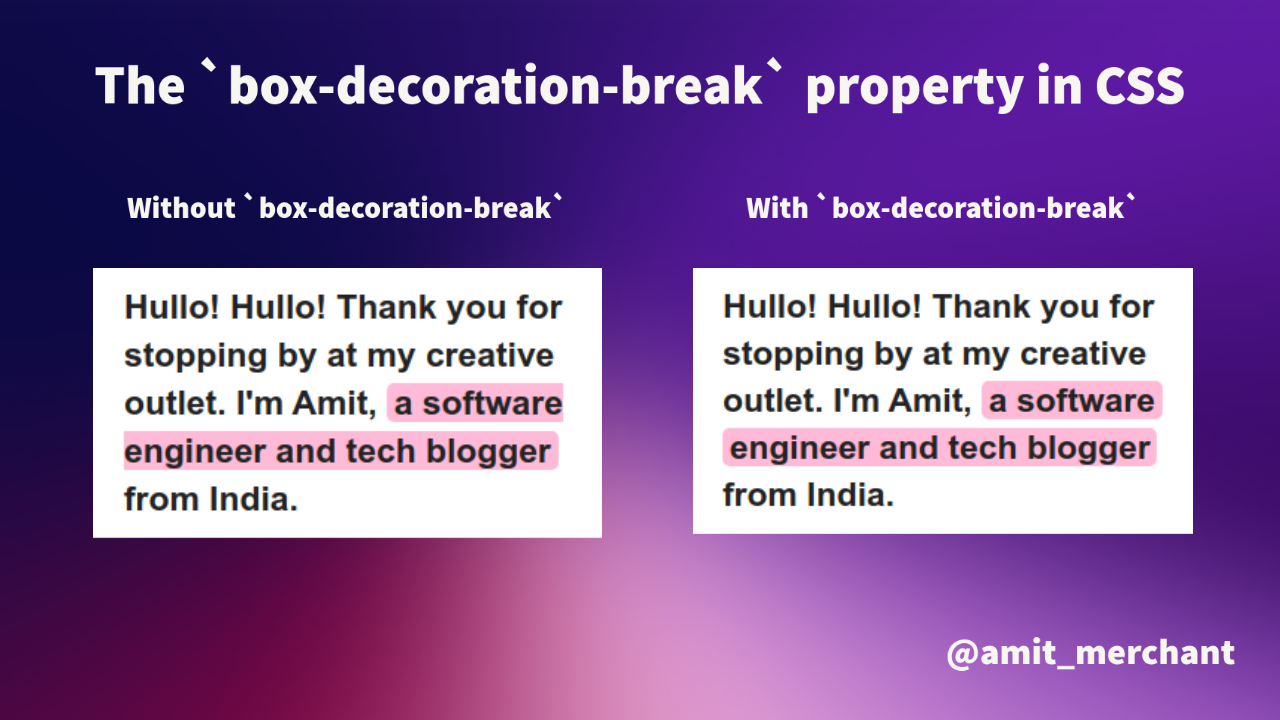 The `box-decoration-break` property in CSS
Without `box-decoration-break`
Hullo! Hullo! Thank you for
stopping by at my creative
outlet. I'm Amit, a software
engineer and tech blogger
from India.
With `box-decoration-break`
Hullo! Hullo! Thank you for
stopping by at my creative
outlet. I'm Amit, a software
engineer and tech blogger
from India.
@amit_merchant